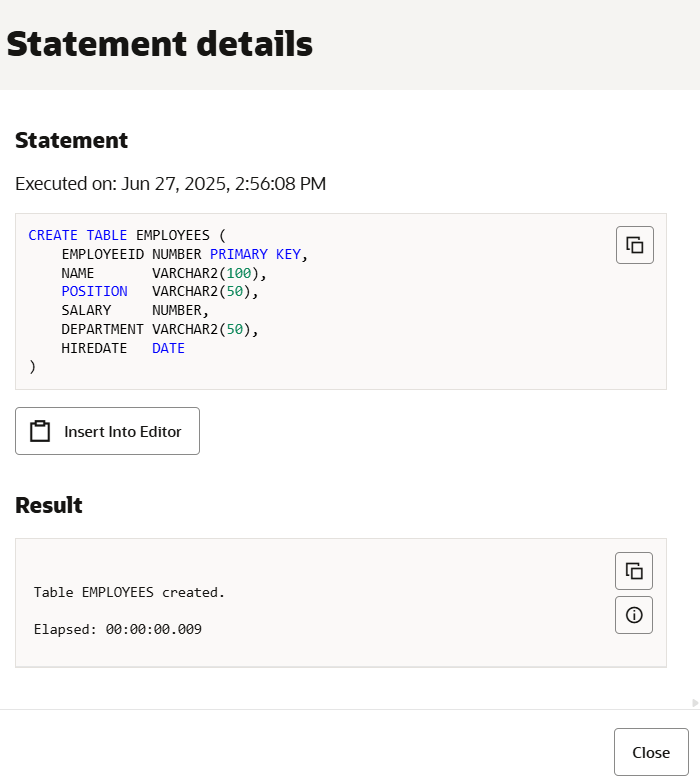 Statement details
Statement
Executed on: Jun 27, 2025, 2:56:08 PM
CREATE TABLE EMPLOYEES (
    EMPLOYEEID NUMBER PRIMARY KEY,
    NAME       VARCHAR2(100),
    POSITION   VARCHAR2(50),
    SALARY     NUMBER,
    DEPARTMENT VARCHAR2(50),
    HIREDATE   DATE
)
Insert Into Editor
Result
Table EMPLOYEES created.
Elapsed: 00:00:00.009
Close